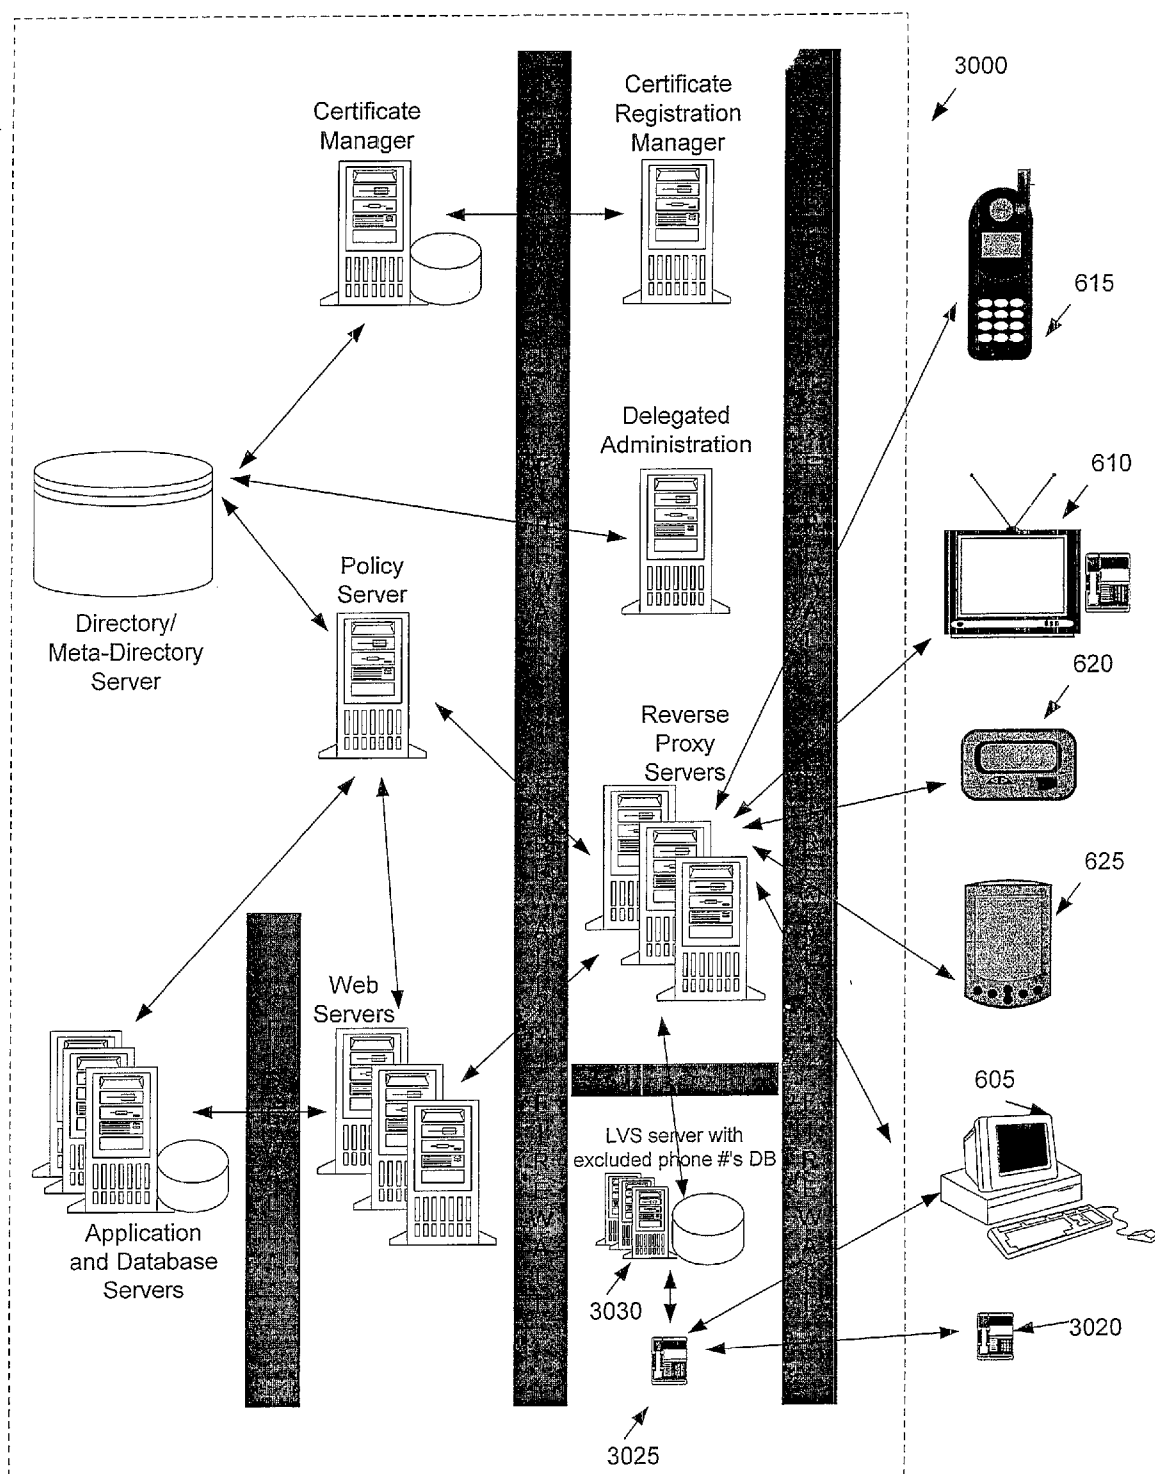 3000
Certificate
Manager
Certificate
Registration
Manager
615
Delegated
Administration
610
Policy
Server
Directory/
Meta-Directory
Server
620
Reverse
Proxy
Servers
625
Web
Servers
605
LVS server with
excluded phone #'s DB
Application
and Database
Servers
3030
3020
3025